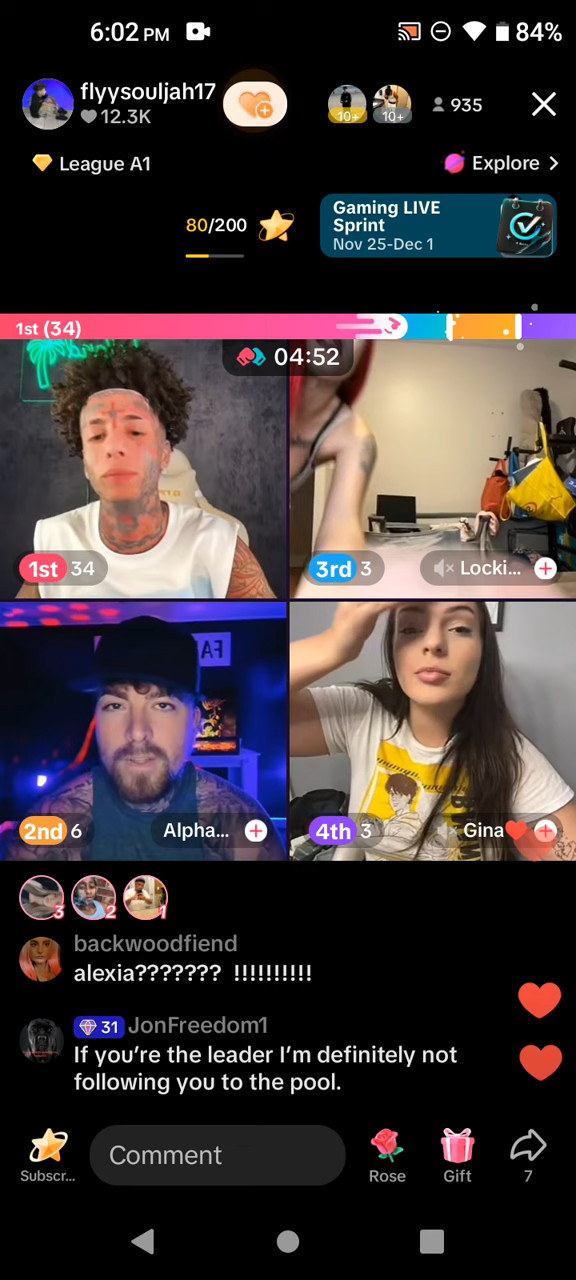 6:02 PM
84%
flyysouljah17
12.3K
10+
10+
935
League A1
Explore
80/200
Gaming LIVE
Sprint
Nov 25-Dec 1
1st (34)
04:52
1st 34
3rd 3
Locki...
2nd 6
Alpha...
4th 3
Gina
3
2
1
backwoodfiend
alexia??????? !!!!!!!!!!
31 JonFreedom1
If you’re the leader I’m definitely not
following you to the pool.
Comment
Subscr...
Rose
Gift
7